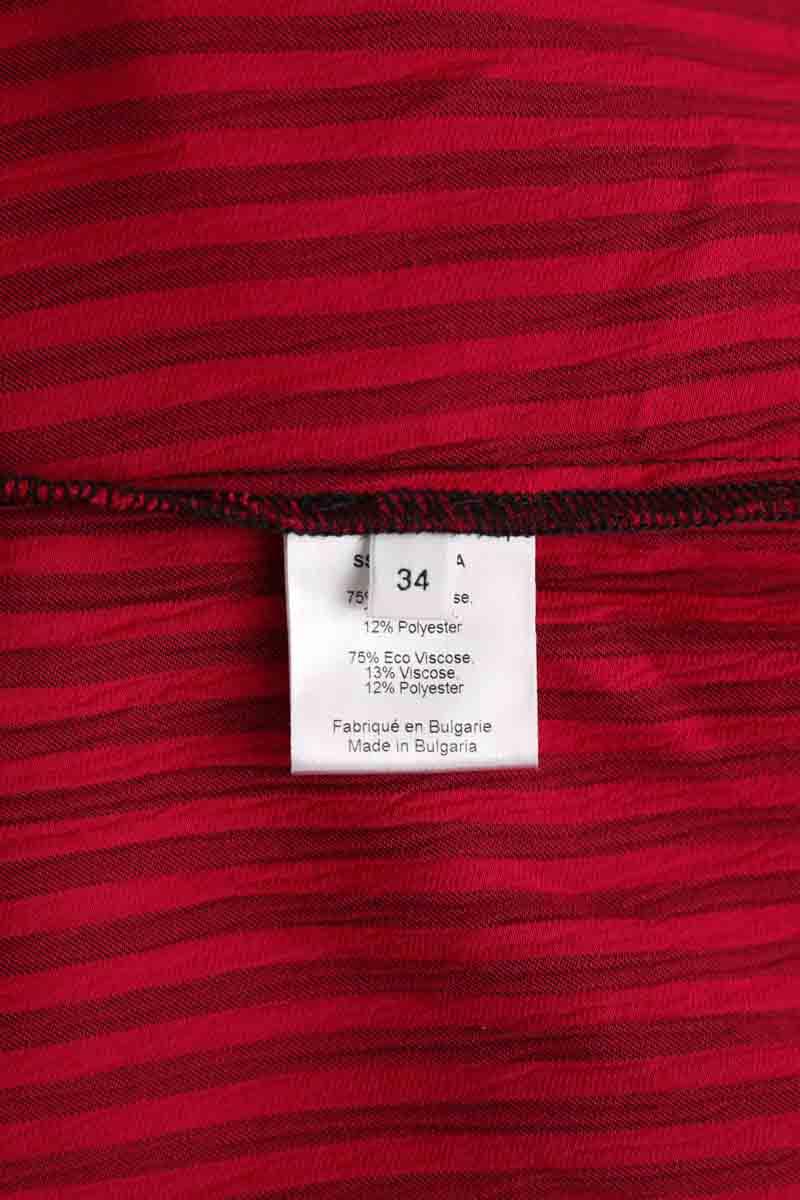 34
12% Polyester
75% Eco Viscose.
13% Viscose.
12% Polyester
Fabriqué en Bulgarie
Made in Bulgaria